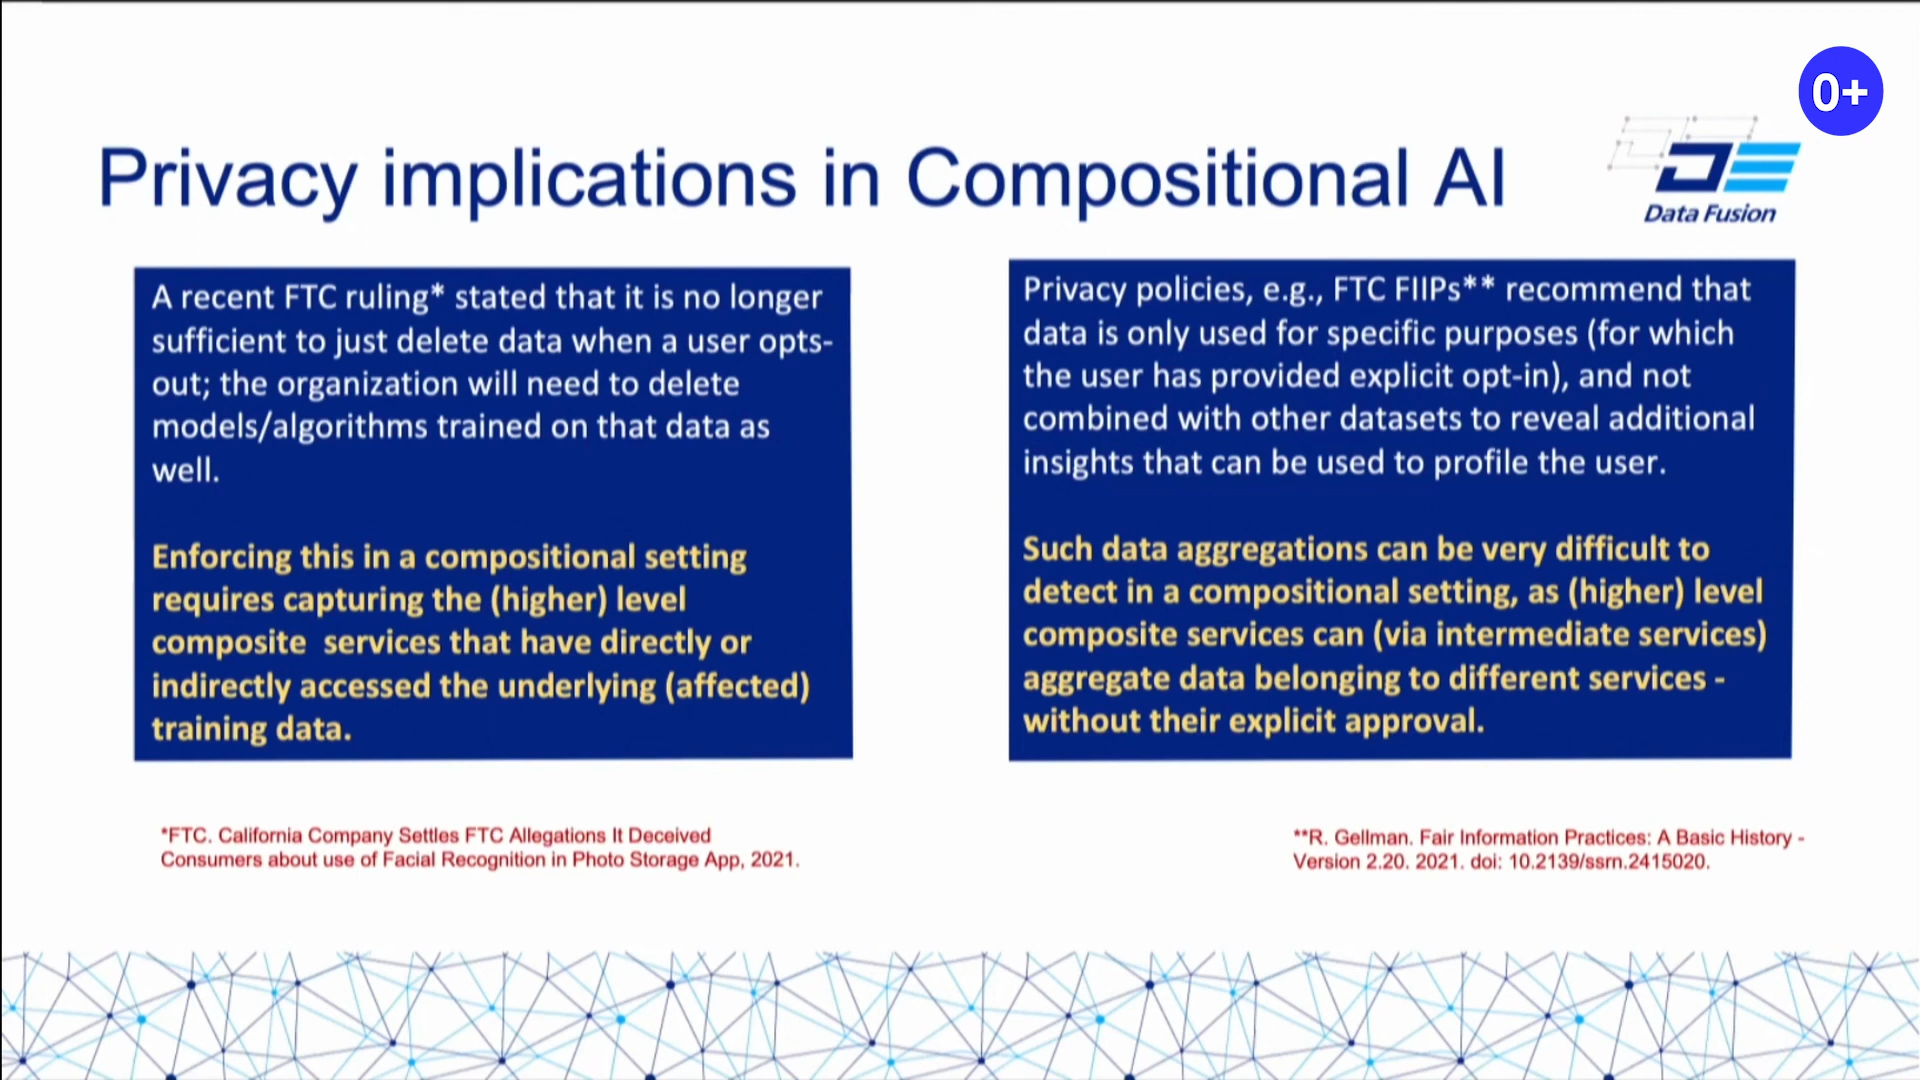 0+
Privacy implications in Compositional AI
Data Fusion
A recent FTC ruling* stated that it is no longer
sufficient to just delete data when a user opts-
out; the organization will need to delete
models/algorithms trained on that data as
well.
Enforcing this in a compositional setting
requires capturing the (higher) level
composite  services that have directly or
indirectly accessed the underlying (affected)
training data.
Privacy policies, e.g., FTC FIIPs** recommend that
data is only used for specific purposes (for which
the user has provided explicit opt-in), and not
combined with other datasets to reveal additional
insights that can be used to profile the user.
Such data aggregations can be very difficult to
detect in a compositional setting, as (higher) level
composite services can (via intermediate services)
aggregate data belonging to different services -
without their explicit approval.
*FTC. California Company Settles FTC Allegations It Deceived
Consumers about use of Facial Recognition in Photo Storage App, 2021.
**R. Gellman. Fair Information Practices: A Basic History -
Version 2.20. 2021. doi: 10.2139/ssrn.2415020.